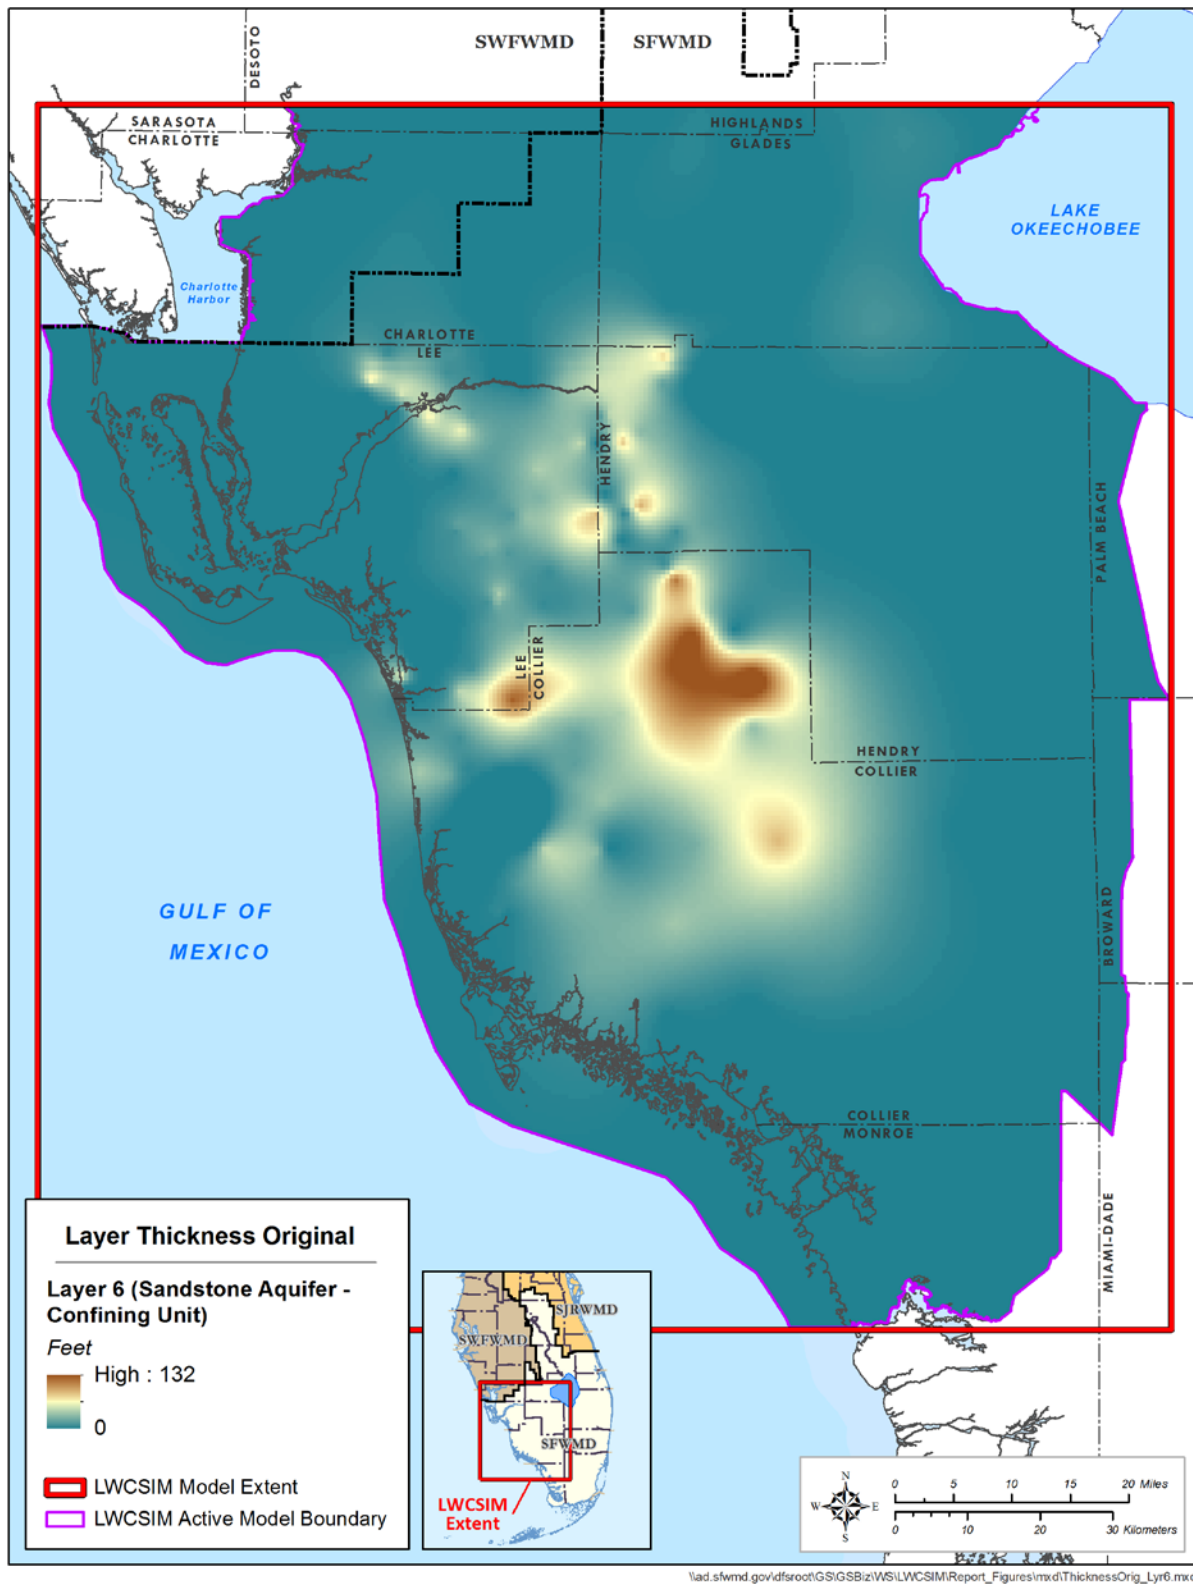 SWFWMD
SFWMD
DESOTO
SARASOTA
CHARLOTTE
HIGHLANDS
GLADES
LAKE
OKEECHOBEE
Charlotte
Harbor
CHARLOTTE
LEE
HENDRY
PALM BEACH
LEE
COLLIER
HENDRY
COLLIER
GULF OF
MEXICO
BROWARD
COLLIER
MONROE
MIAMI-DADE
Layer Thickness Original
Layer 6 (Sandstone Aquifer -
Confining Unit)
Feet
High : 132
0
LWCSIM Model Extent
LWCSIM Active Model Boundary
SJRWMD
SWFWMD
SFWMD
LWCSIM
Extent
N
W E
S
0 5 10 15 20 Miles
0 10 20 30 Kilometers
\\ad.sfwmd.gov\dfsroot\GS\GSBiz\WS\LWCSIM\Report_Figures\mxd\ThicknessOrig_Lyr6.mxd